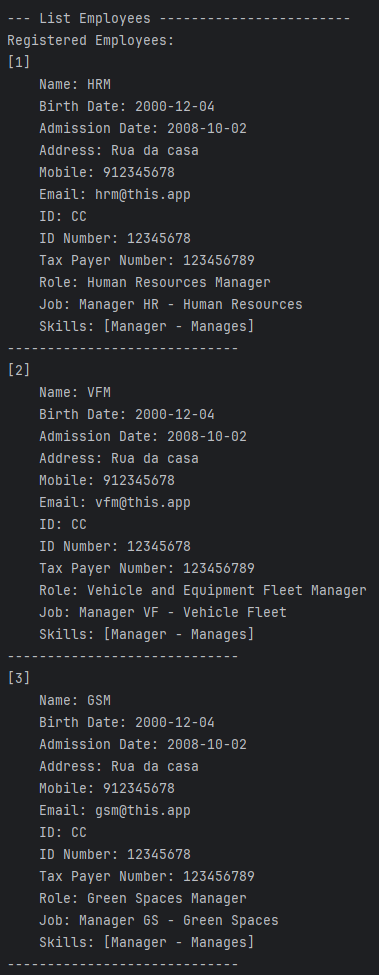 --- List Employees ------------------------
Registered Employees:
[1]
    Name: HRM
    Birth Date: 2000-12-04
    Admission Date: 2008-10-02
    Address: Rua da casa
    Mobile: 912345678
    Email: hrm@this.app
    ID: CC
    ID Number: 12345678
    Tax Payer Number: 123456789
    Role: Human Resources Manager
    Job: Manager HR - Human Resources
    Skills: [Manager - Manages]
-----------------------------
[2]
    Name: VFM
    Birth Date: 2000-12-04
    Admission Date: 2008-10-02
    Address: Rua da casa
    Mobile: 912345678
    Email: vfm@this.app
    ID: CC
    ID Number: 12345678
    Tax Payer Number: 123456789
    Role: Vehicle and Equipment Fleet Manager
    Job: Manager VF - Vehicle Fleet
    Skills: [Manager - Manages]
-----------------------------
[3]
    Name: GSM
    Birth Date: 2000-12-04
    Admission Date: 2008-10-02
    Address: Rua da casa
    Mobile: 912345678
    Email: gsm@this.app
    ID: CC
    ID Number: 12345678
    Tax Payer Number: 123456789
    Role: Green Spaces Manager
    Job: Manager GS - Green Spaces
    Skills: [Manager - Manages]
-----------------------------